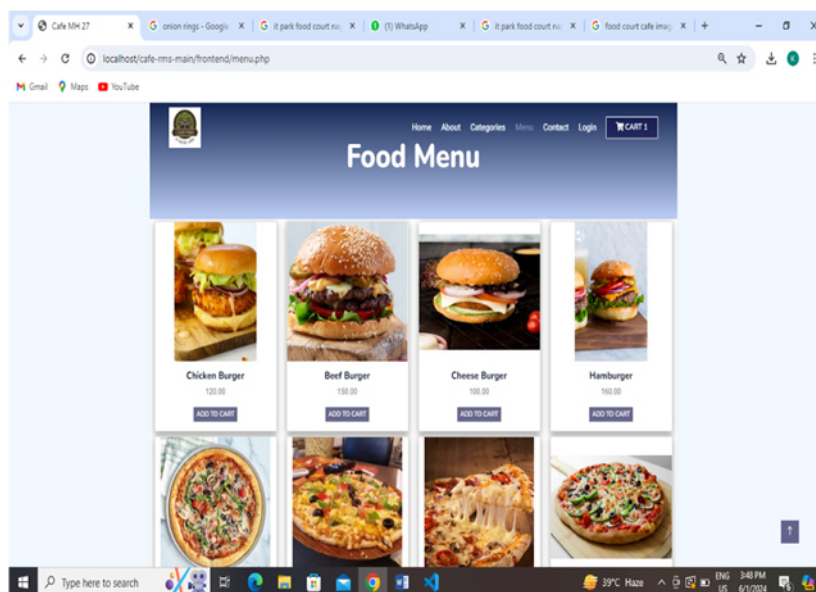 Cafe MH 27
onion rings - Google
it park food court na
(1) WhatsApp
it park food court na
food court cafe imag
localhost/cafe-rms-main/frontend/menu.php
Gmail
Maps
YouTube
Home
About
Categories
Menu
Contact
Login
CART 1
Food Menu
Chicken Burger
Beef Burger
Cheese Burger
Hamburger
120.00
150.00
100.00
160.00
ADD TO CART
ADD TO CART
ADD TO CART
ADD TO CART
Type here to search
39°C Haze
ENG
US
3:48 PM
6/1/2024